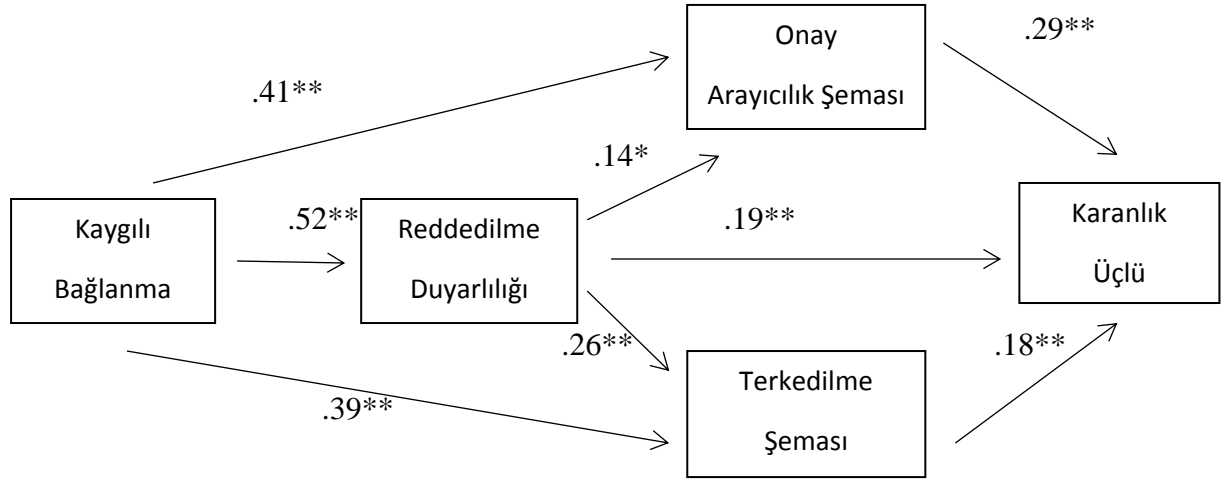 Onay
Arayıcılık Şeması
.29**
.41**
.14*
Kaygılı
Bağlanma
.52**
Reddedilme
Duyarlılığı
.19**
Karanlık
Üçlü
.26**
Terkedilme
Şeması
.18**
.39**